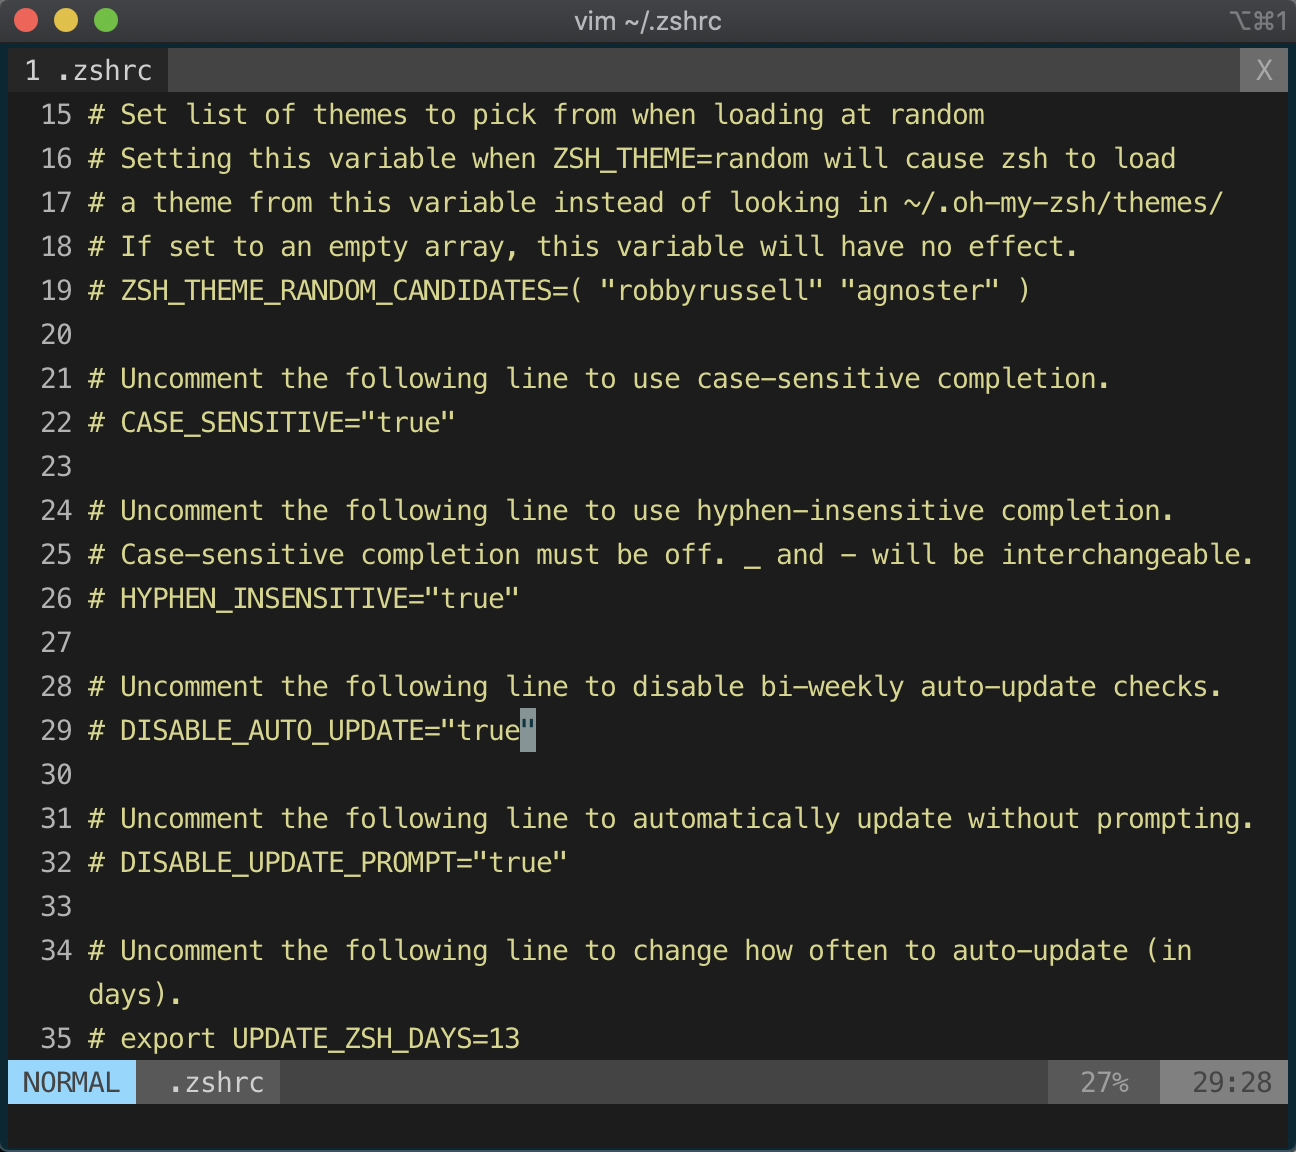 vim ~/.zshrc
⌥⌘1
1 .zshrc
X
15 # Set list of themes to pick from when loading at random
16 # Setting this variable when ZSH_THEME=random will cause zsh to load
17 # a theme from this variable instead of looking in ~/.oh-my-zsh/themes/
18 # If set to an empty array, this variable will have no effect.
19 # ZSH_THEME_RANDOM_CANDIDATES=( "robbyrussell" "agnoster" )
20
21 # Uncomment the following line to use case-sensitive completion.
22 # CASE_SENSITIVE="true"
23
24 # Uncomment the following line to use hyphen-insensitive completion.
25 # Case-sensitive completion must be off. _ and - will be interchangeable.
26 # HYPHEN_INSENSITIVE="true"
27
28 # Uncomment the following line to disable bi-weekly auto-update checks.
29 # DISABLE_AUTO_UPDATE="true"
30
31 # Uncomment the following line to automatically update without prompting.
32 # DISABLE_UPDATE_PROMPT="true"
33
34 # Uncomment the following line to change how often to auto-update (in
days).
35 # export UPDATE_ZSH_DAYS=13
NORMAL .zshrc 27% 29:28